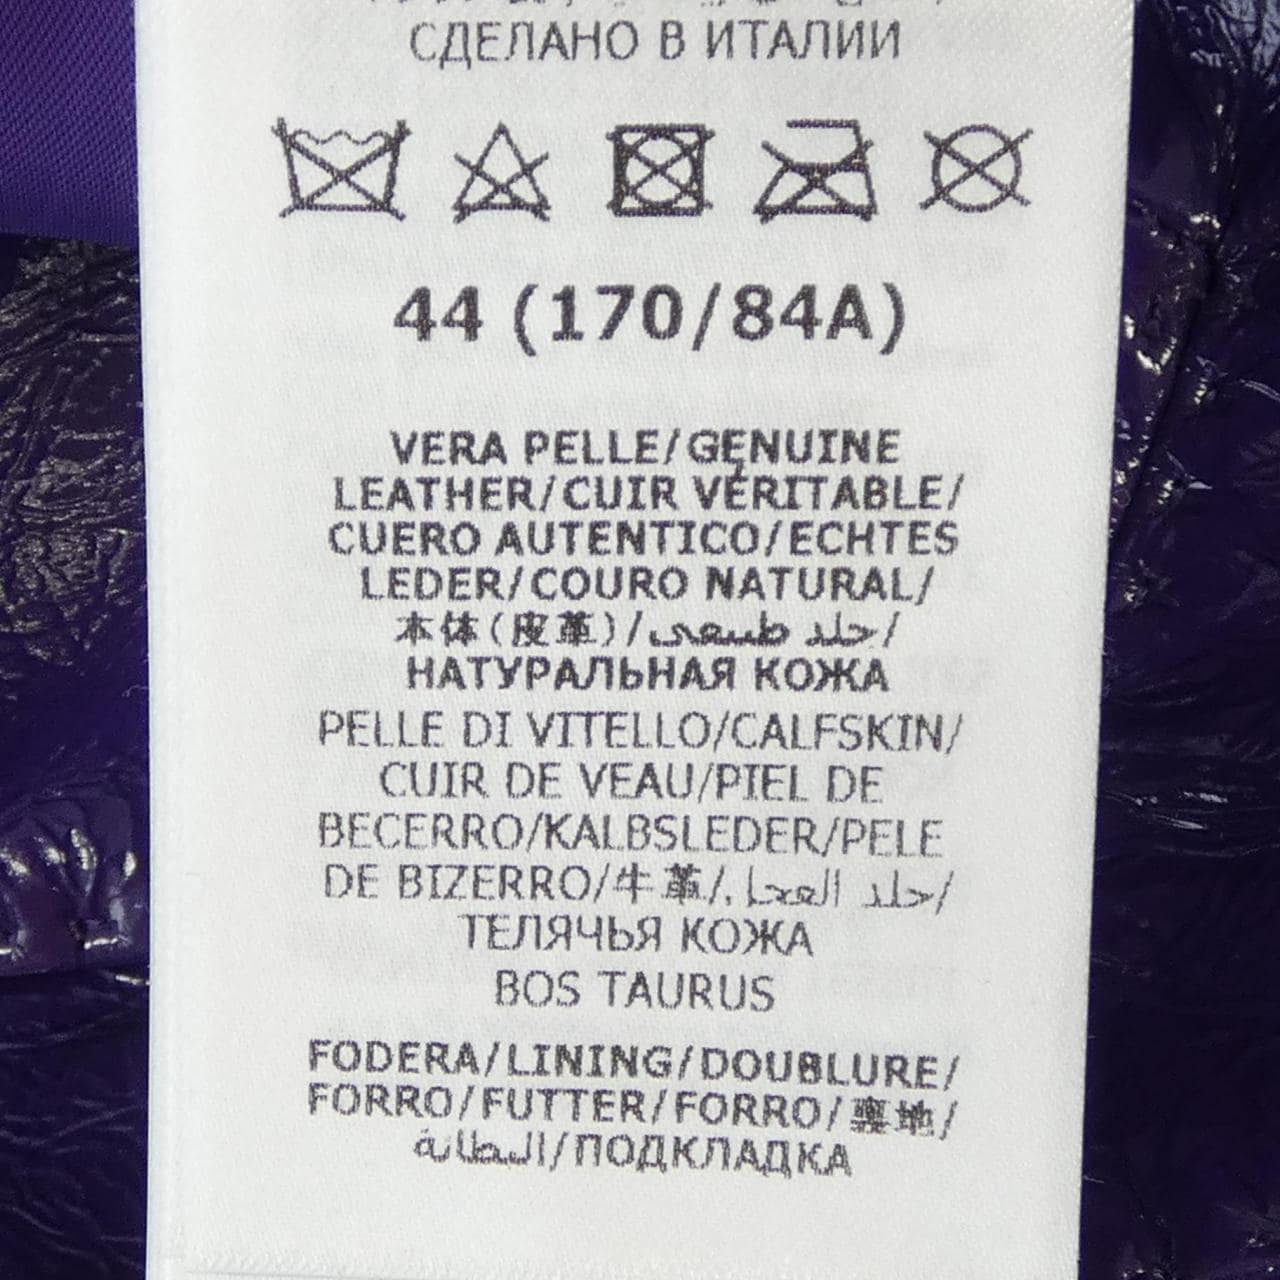 СДЕЛАНО В ИТАЛИИ
44 (170/84A)
VERA PELLE/GENUINE
LEATHER/CUIR VÉRITABLE/
CUERO AUTENTICO/ECHTES
LEDER/COURO NATURAL/
本体(皮革)/جلد طبيعي/
НАТУРАЛЬНАЯ КОЖА
PELLE DI VITELLO/CALFSKIN/
CUIR DE VEAU/PIEL DE
BECERRO/KALBSLEDER/PELE
DE BIZERRO/牛革/جلد العجل/
ТЕЛЯЧЬЯ КОЖА
BOS TAURUS
FODERA/LINING/DOUBLURE/
FORRO/FUTTER/FORRO/裏地/
البطانة/ПОДКЛАДКА